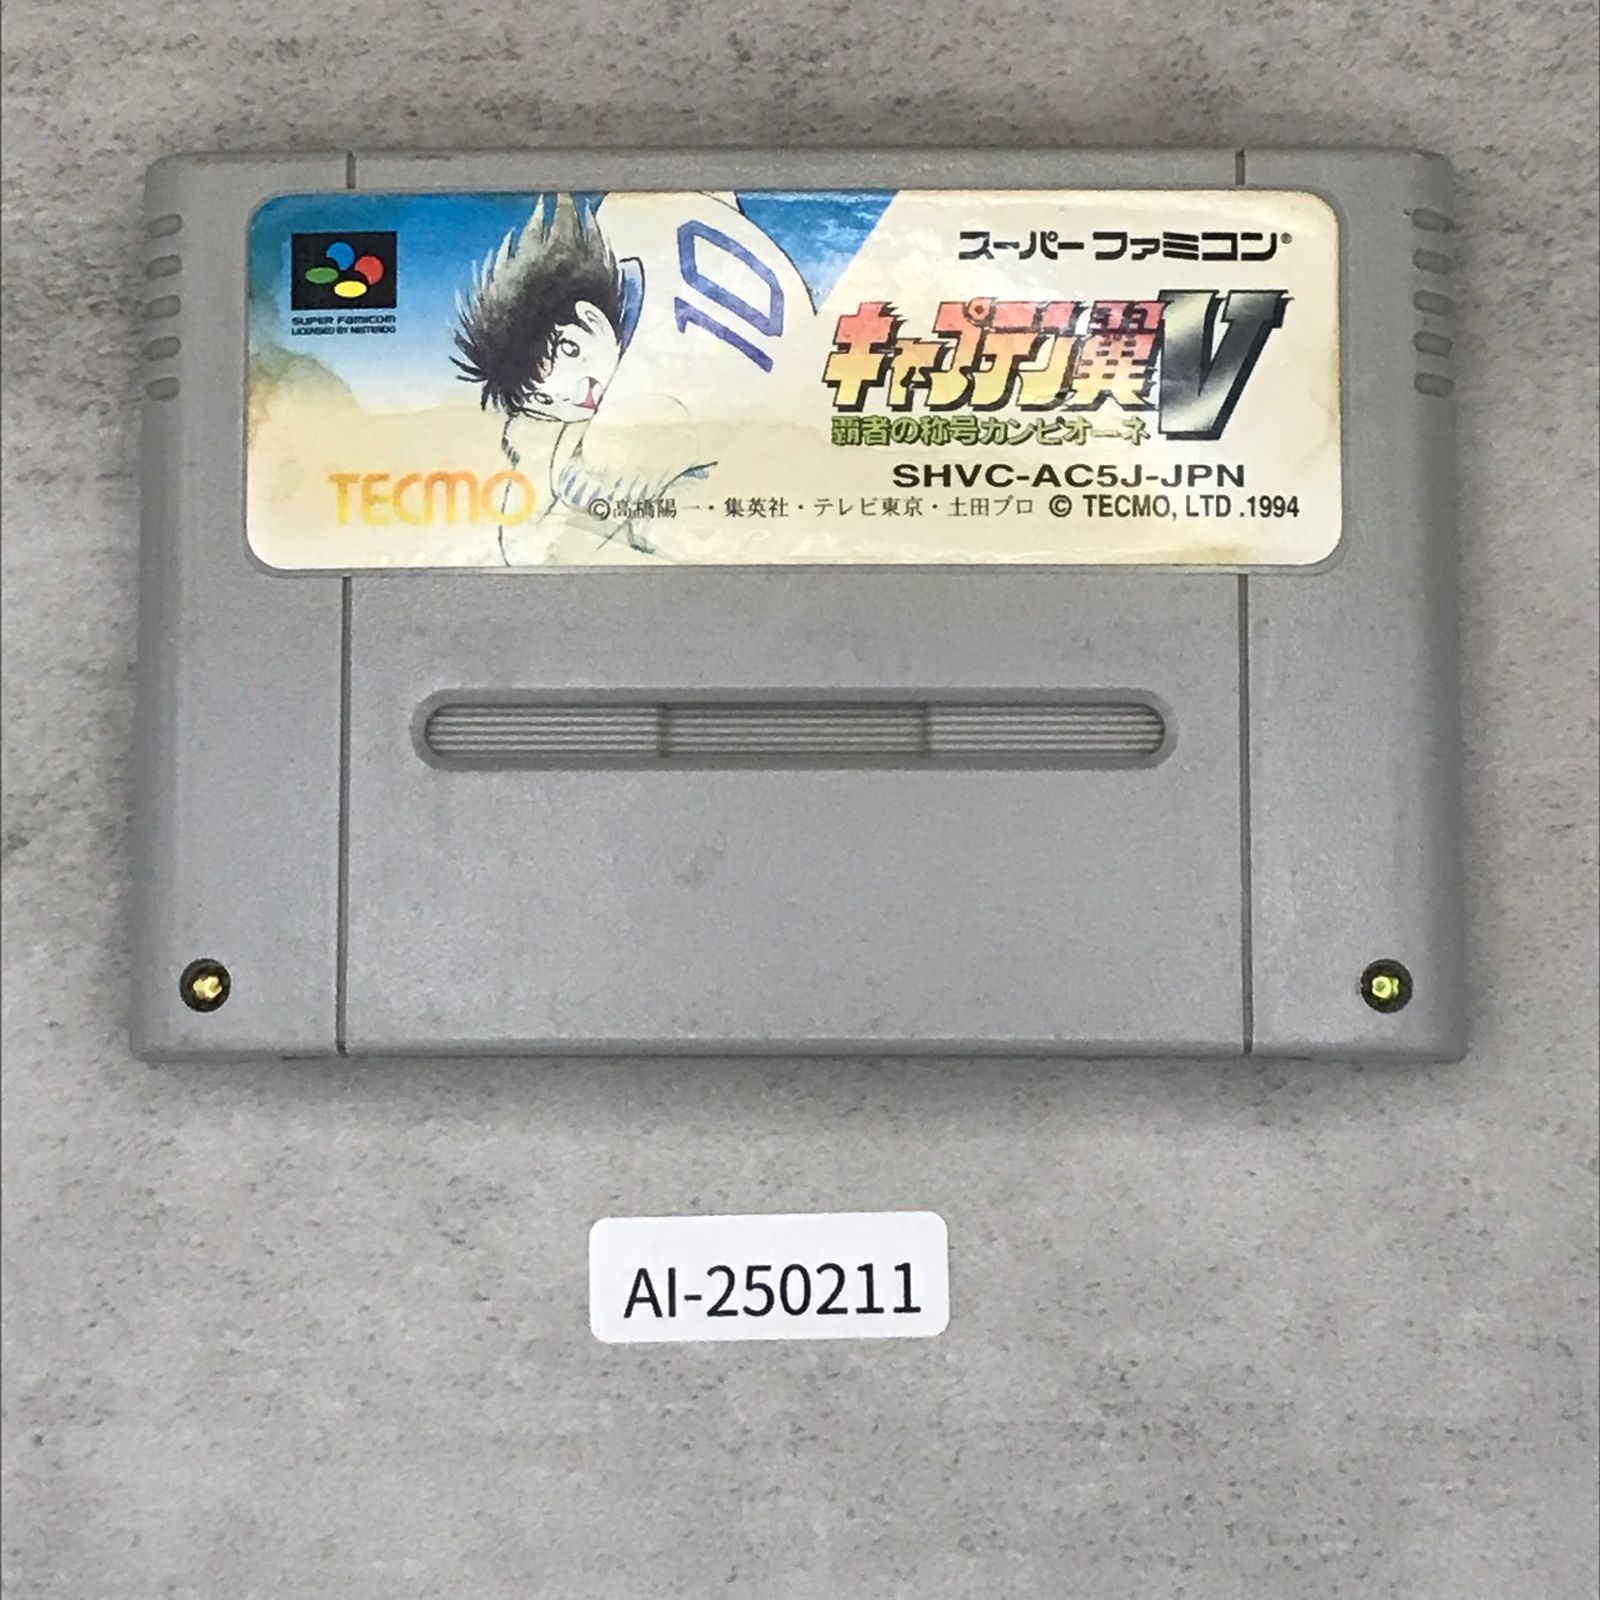 スーパーファミコン®
SUPER FAMICOM
LICENSED BY NINTENDO
10
キャプテン翼V
覇者の称号カンピオーネ
SHVC-AC5J-JPN
TECMO
©高橋陽一・集英社・テレビ東京・土田プロ © TECMO, LTD .1994
AI-250211